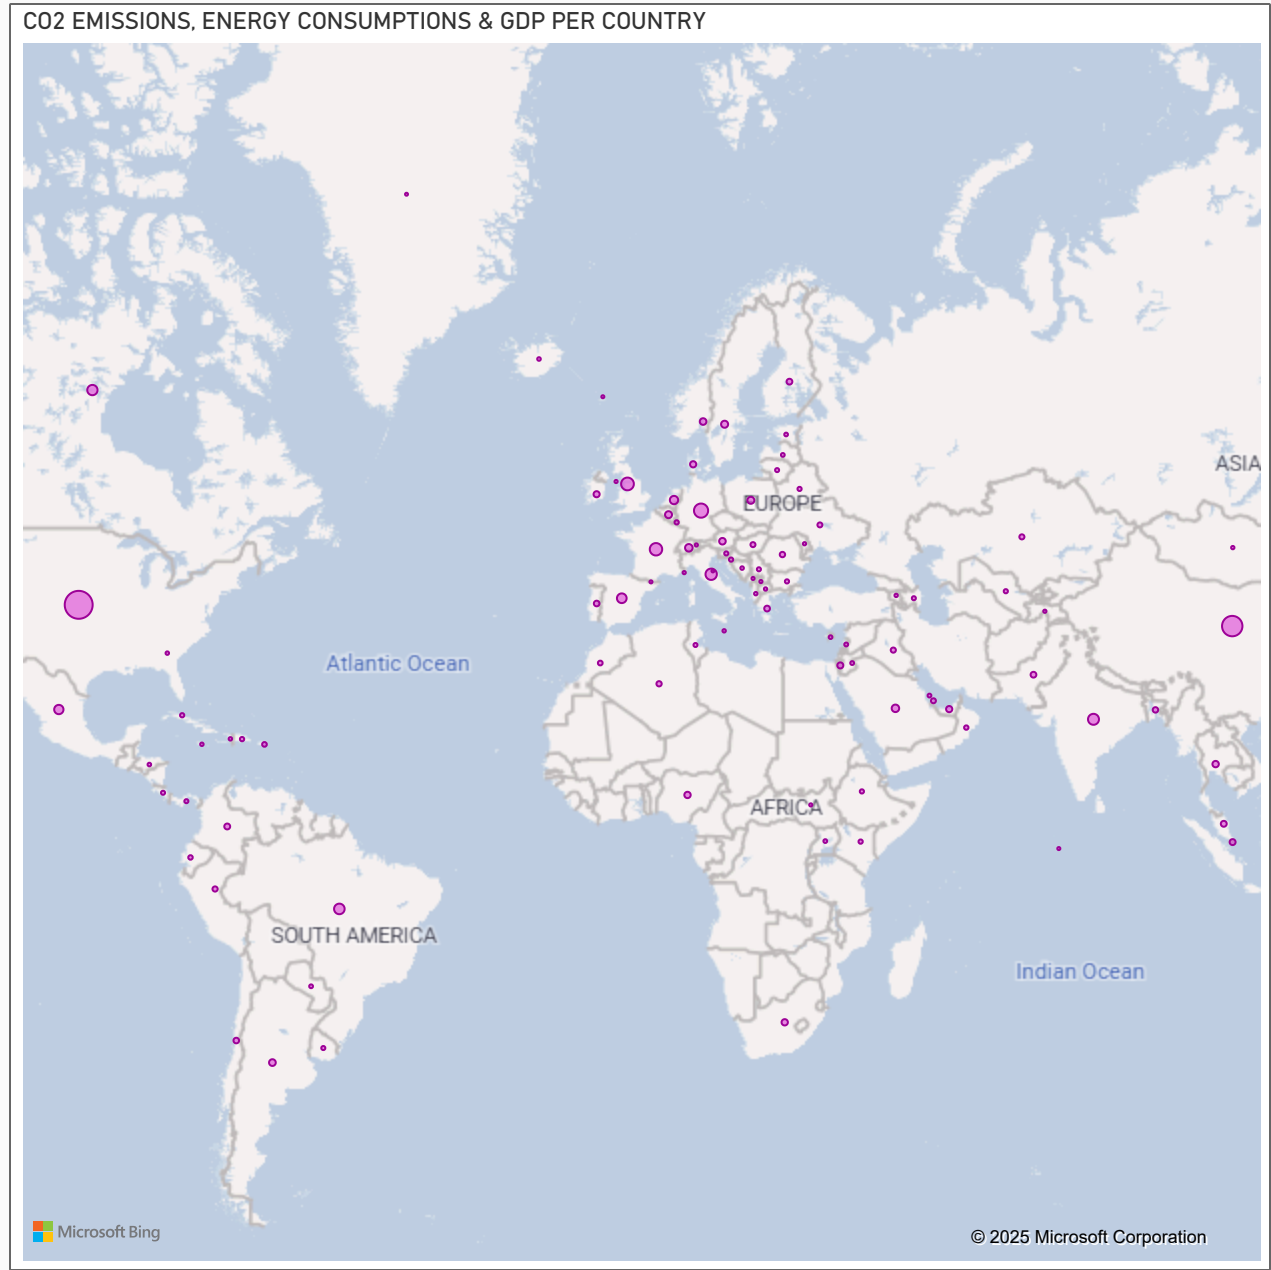 CO2 EMISSIONS, ENERGY CONSUMPTIONS & GDP PER COUNTRY
ASIA
EUROPE
Atlantic Ocean
AFRICA
SOUTH AMERICA
Indian Ocean
Microsoft Bing
© 2025 Microsoft Corporation